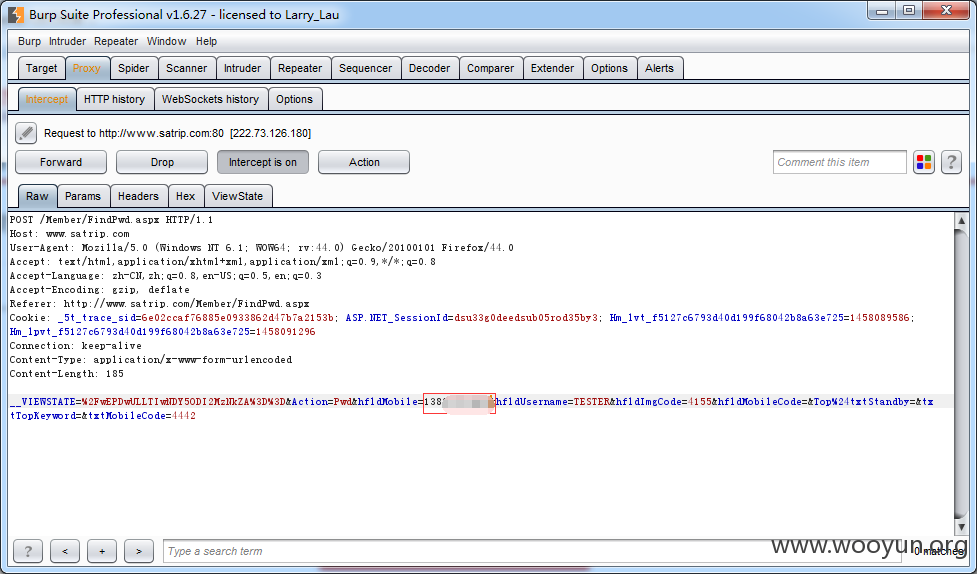 Burp Suite Professional v1.6.27 - licensed to Larry_Lau
Burp Intruder Repeater Window Help
Target Proxy Spider Scanner Intruder Repeater Sequencer Decoder Comparer Extender Options Alerts
Intercept HTTP history WebSockets history Options
Request to http://www.satrip.com:80 [222.73.126.180]
Forward Drop Intercept is on Action Comment this item ?
Raw Params Headers Hex ViewState
POST /Member/FindPwd.aspx HTTP/1.1
Host: www.satrip.com
User-Agent: Mozilla/5.0 (Windows NT 6.1; WOW64; rv:44.0) Gecko/20100101 Firefox/44.0
Accept: text/html,application/xhtml+xml,application/xml;q=0.9,*/*;q=0.8
Accept-Language: zh-CN,zh;q=0.8,en-US;q=0.5,en;q=0.3
Accept-Encoding: gzip, deflate
Referer: http://www.satrip.com/Member/FindPwd.aspx
Cookie: _5t_trace_sid=6e02ccaf76885e0933862d47b7a2153b; ASP.NET_SessionId=dsu33g0deedsub05rod35by3; Hm_lvt_f5127c6793d40d199f68042b8a63e725=1458089586;
Hm_lpvt_f5127c6793d40d199f68042b8a63e725=1458091296
Connection: keep-alive
Content-Type: application/x-www-form-urlencoded
Content-Length: 185
__VIEWSTATE=%2FwEPDwULLTIwNDY5ODI2MzNkZA%3D%3D&Action=Pwd&hfldMobile=138 hfldUsername=TESTER&hfldImgCode=4155&hfldMobileCode=&Top%24txtStandby=&tx
tTopKeyword=&txtMobileCode=4442
? < + > Type a search term 0 matches
www.wooyun.org